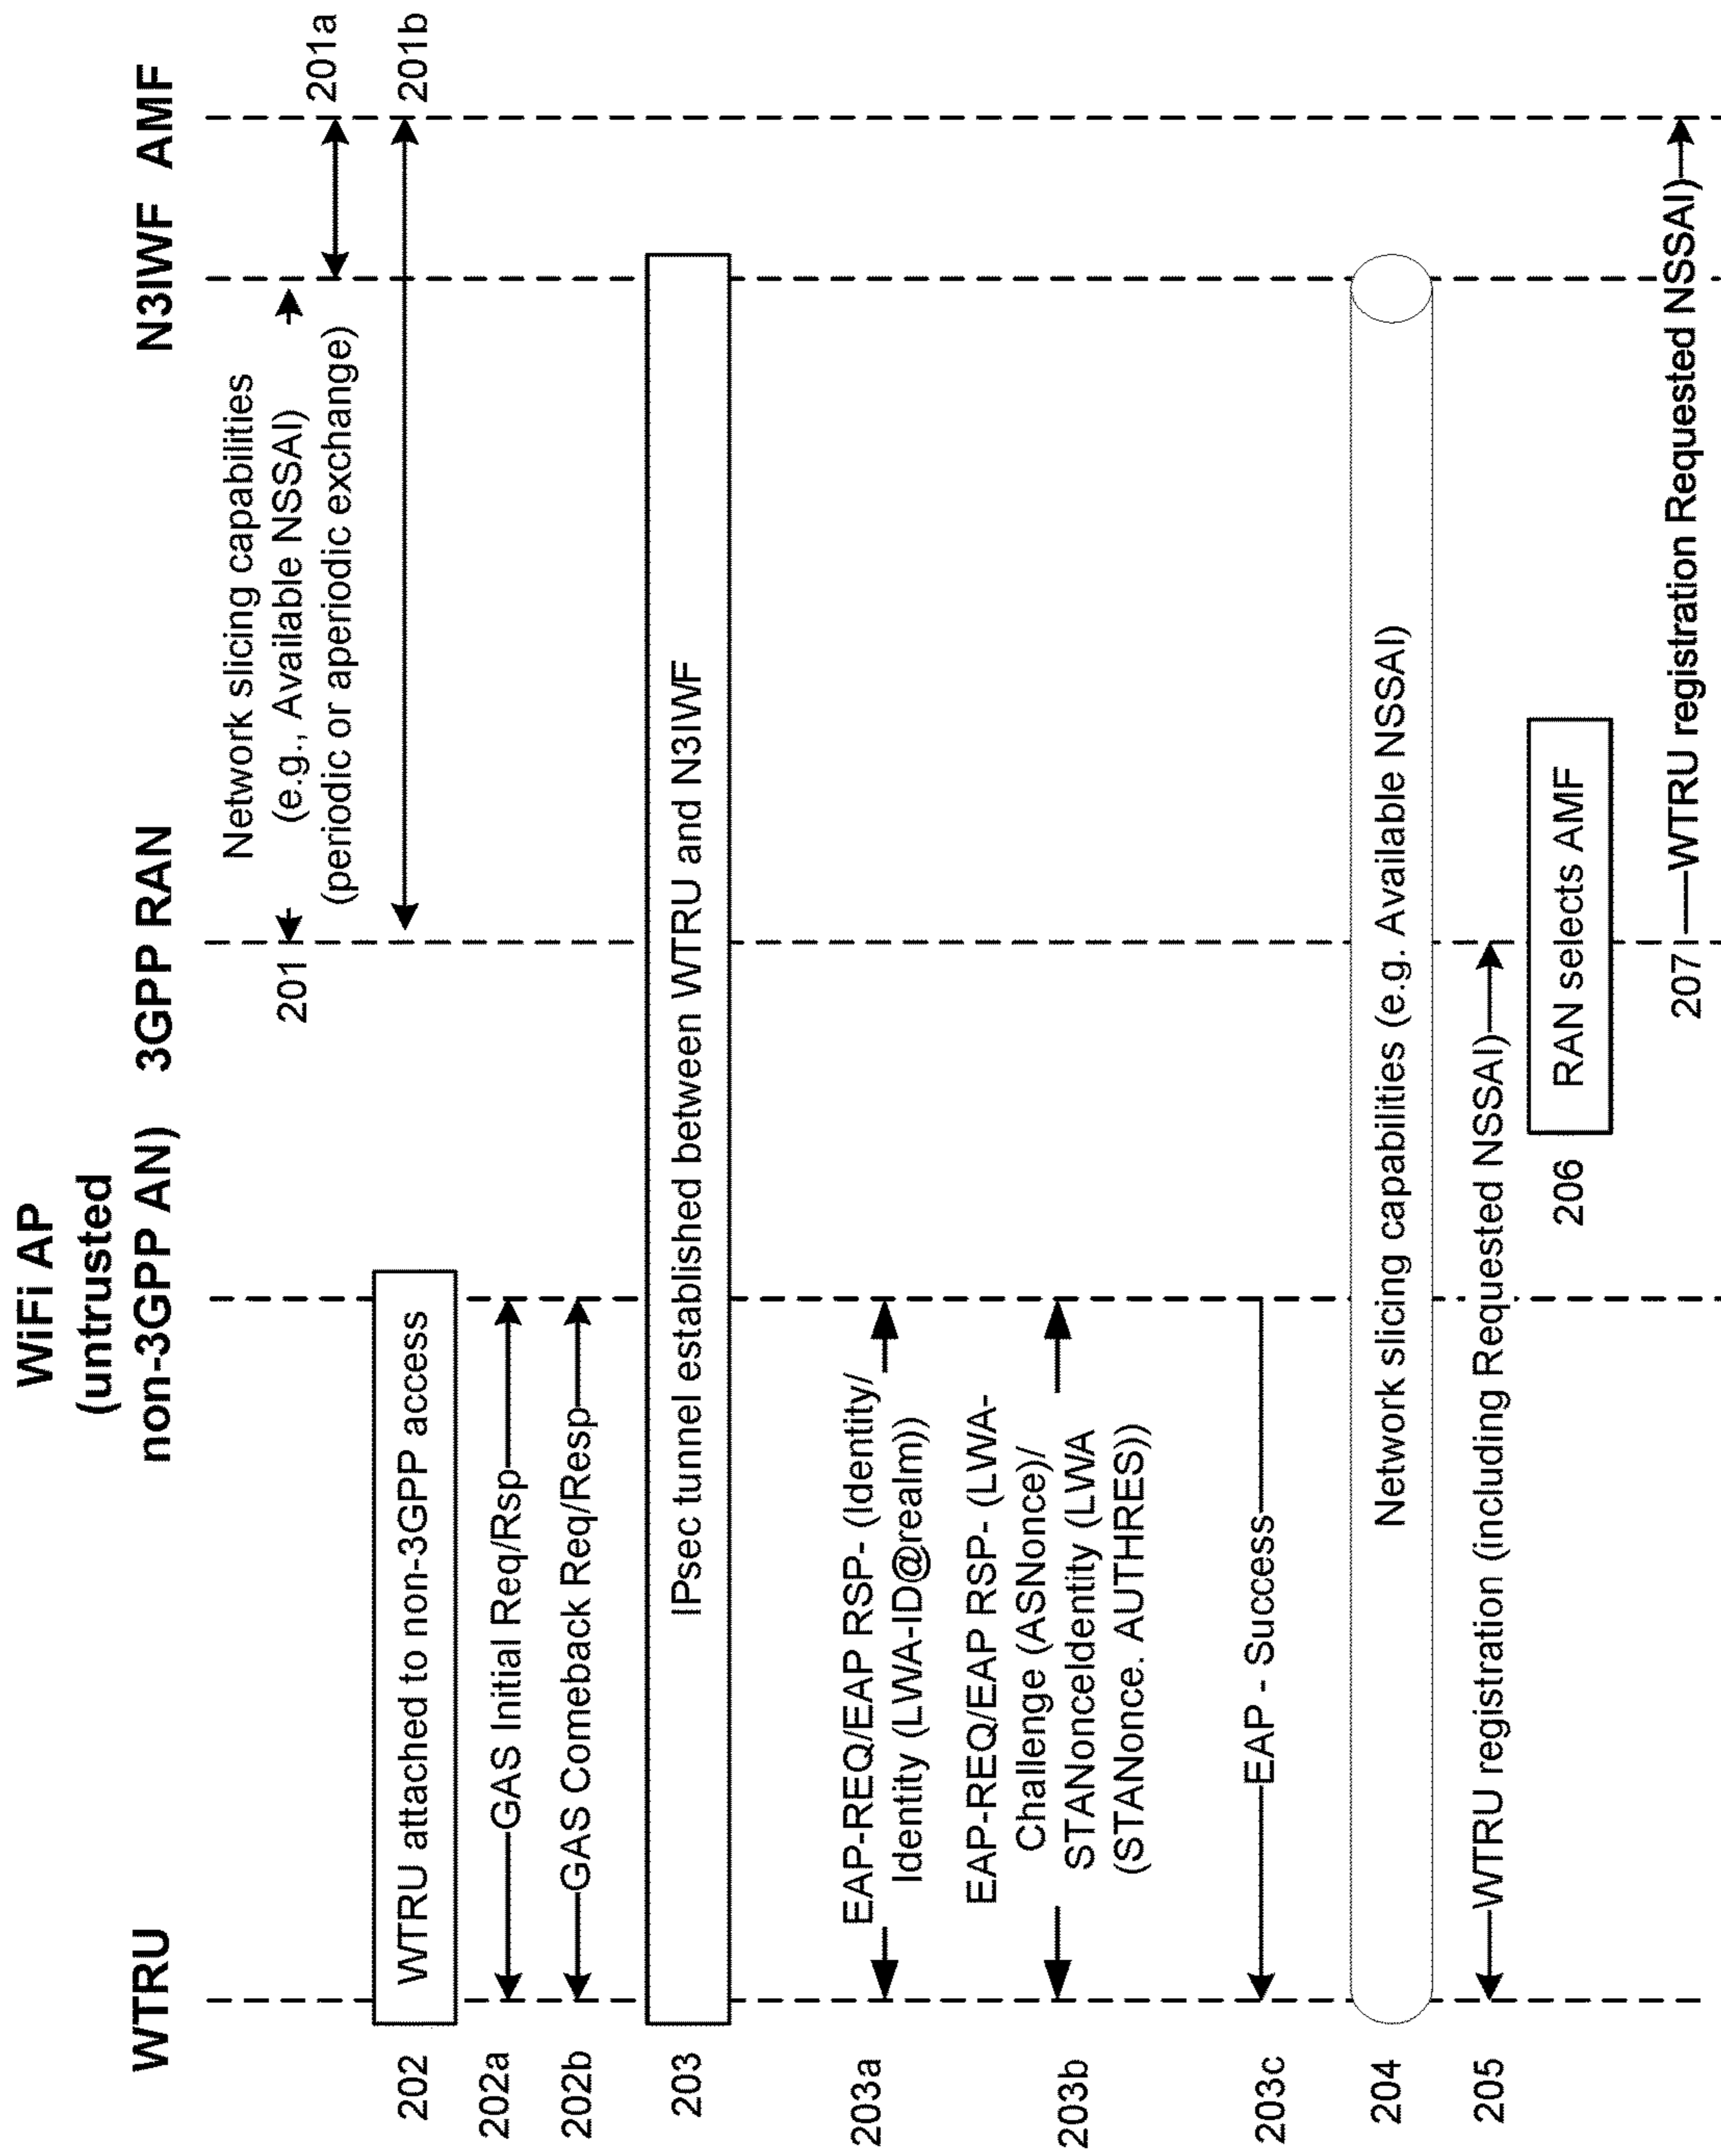 WTRU
WiFi AP
(untrusted
non-3GPP AN)
3GPP RAN
N3IWF
AMF
201
Network slicing capabilities
(e.g., Available NSSAI)
(periodic or aperiodic exchange)
201a
201b
202
WTRU attached to non-3GPP access
202a
GAS Initial Req/Rsp
202b
GAS Comeback Req/Resp
203
IPsec tunnel established between WTRU and N3IWF
203a
EAP-REQ/EAP RSP- (Identity/
Identity (LWA-ID@realm))
203b
EAP-REQ/EAP RSP- (LWA-
Challenge (ASNonce)/
STANonceIdentity (LWA
(STANonce. AUTHRES))
203c
EAP - Success
204
Network slicing capabilities (e.g. Available NSSAI)
205
WTRU registration (including Requested NSSAI)
206
RAN selects AMF
207
WTRU registration Requested NSSAI)